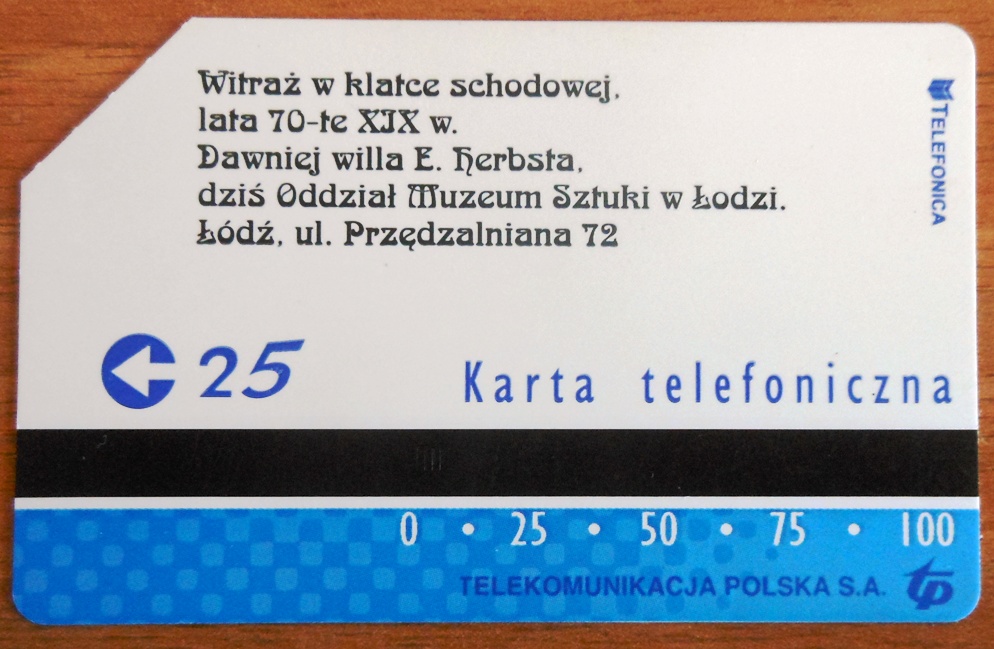 Witraż w klatce schodowej,
lata 70-te XIX w.
Dawniej willa E. Herbsta,
dziś Oddział Muzeum Sztuki w Łodzi.
Łódź, ul. Przędzalniana 72
TELEFONICA
25
Karta telefoniczna
0 • 25 • 50 • 75 • 100
TELEKOMUNIKACJA POLSKA S.A. tp